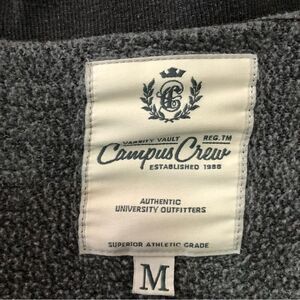 VARSITY VAULT REG.TM
Campus Crew
ESTABLISHED 1988
AUTHENTIC
UNIVERSITY OUTFITTERS
SUPERIOR ATHLETIC GRADE
M